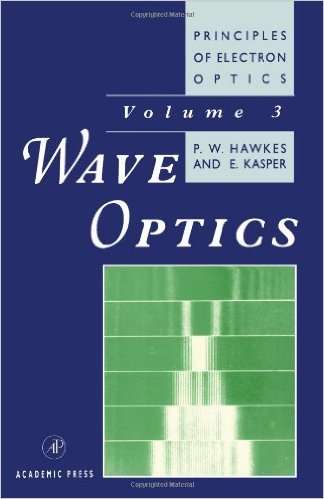 PRINCIPLES
OF ELECTRON
OPTICS
Volume 3
P. W. HAWKES
AND E. KASPER
WAVE
OPTICS
AP
ACADEMIC PRESS